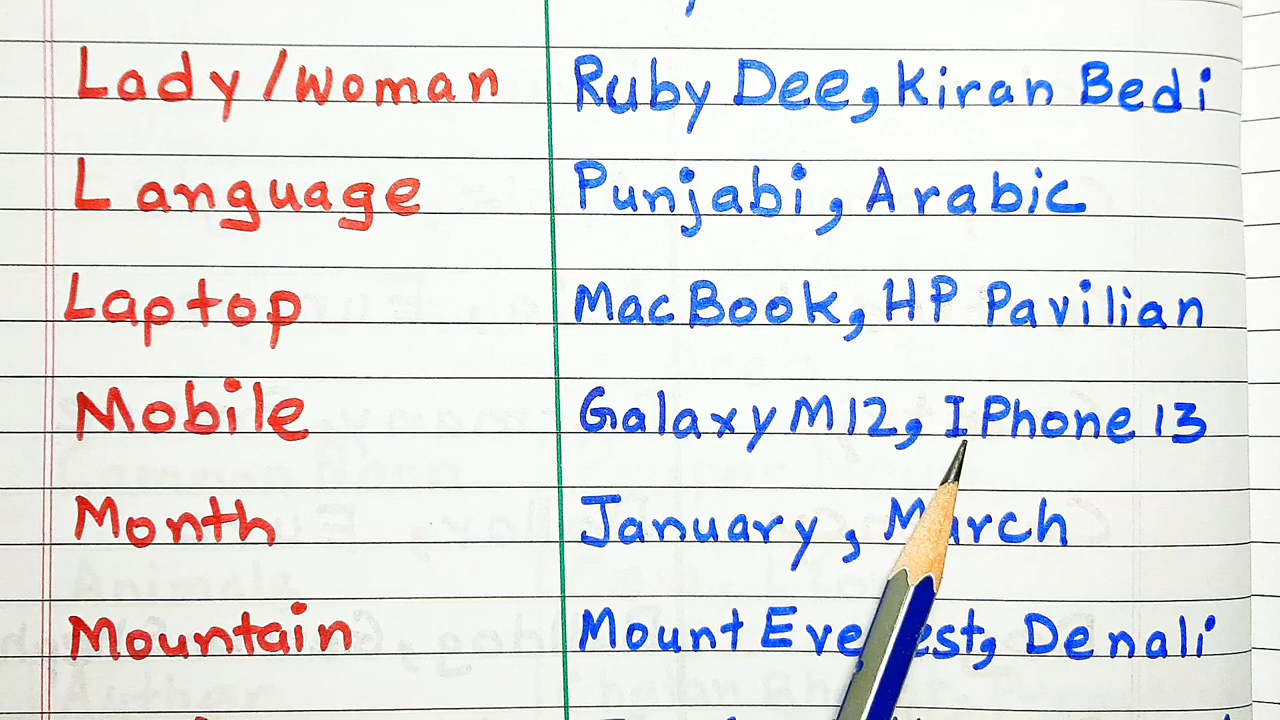 Lady/Woman Ruby Dee, Kiran Bedi
Language Punjabi, Arabic
Laptop MacBook, HP Pavilian
Mobile Galaxy M12, IPhone 13
Month January, March
Mountain Mount Everest, Denali